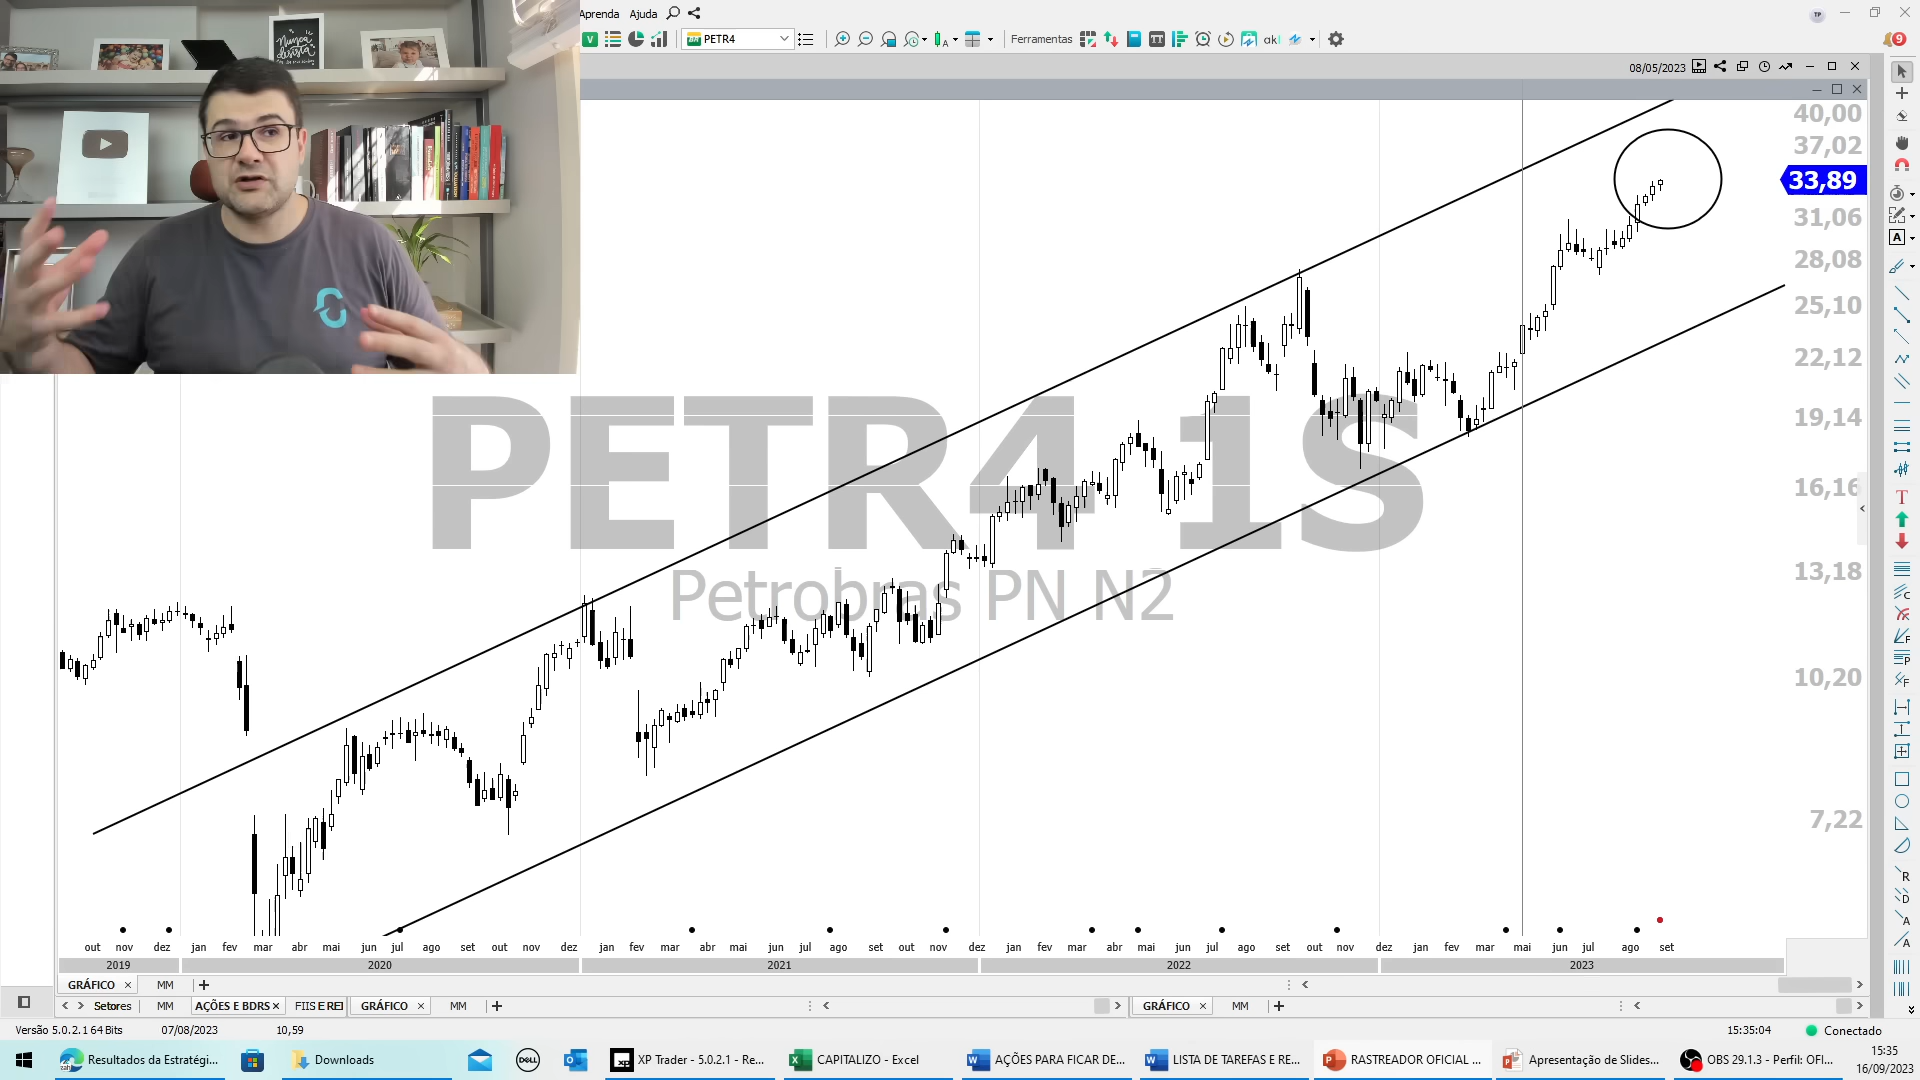 Aprenda Ajuda
PETR4
Ferramentas
TP
9
08/05/2023
40,00
37,02
33,89
31,06
28,08
25,10
22,12
19,14
16,16
13,18
10,20
7,22
PETR4 1S
Petrobras PN N2
out nov dez jan fev mar abr mai jun jul ago set out nov dez jan fev mar abr mai jun jul ago set out nov dez jan fev mar abr mai jun jul ago set out nov dez jan fev mar mai jun jul ago set
2019 2020 2021 2022 2023
GRÁFICO × MM +
Setores MM AÇÕES E BDRS × FIIS E REI GRÁFICO × MM + GRÁFICO × MM +
Versão 5.0.2.1 64 Bits 07/08/2023 10,59 15:35:04 Conectado
Resultados da Estratégi... Downloads DELL XP Trader - 5.0.2.1 - Re... CAPITALIZO - Excel AÇÕES PARA FICAR DE... LISTA DE TAREFAS E RE... RASTREADOR OFICIAL ... Apresentação de Slides... OBS 29.1.3 - Perfil: OFI... 15:35
16/09/2023